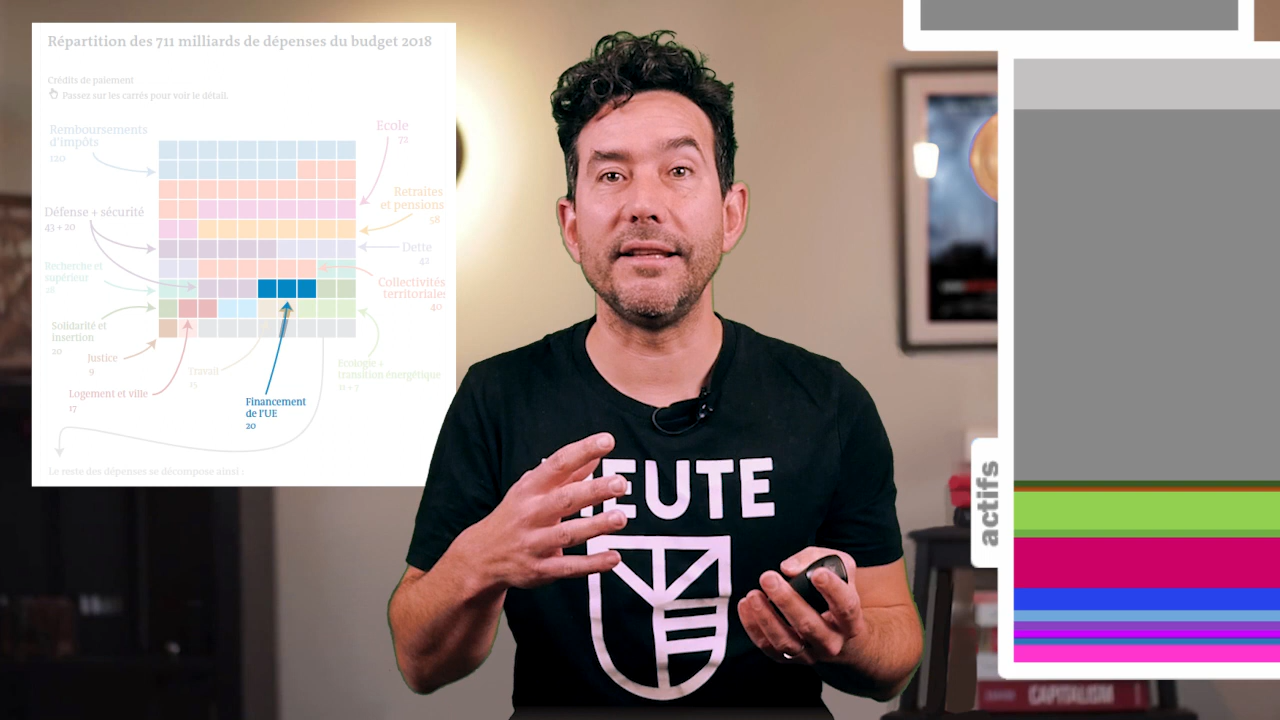 Répartition des 711 milliards de dépenses du budget 2018
Crédits de paiement
Passez sur les carrés pour voir le détail.
Remboursements
d'impôts
120
Ecole
72
Défense + sécurité
43 + 20
Retraites
et pensions
58
Dette
42
Recherche et
supérieur
28
Collectivités
territoriales
40
Solidarité et
insertion
20
Justice
9
Travail
15
Ecologie +
transition énergétique
11 + 7
Logement et ville
17
Financement
de l'UE
20
Le reste des dépenses se décompose ainsi :
actifs
EUTE
CAPITALISM